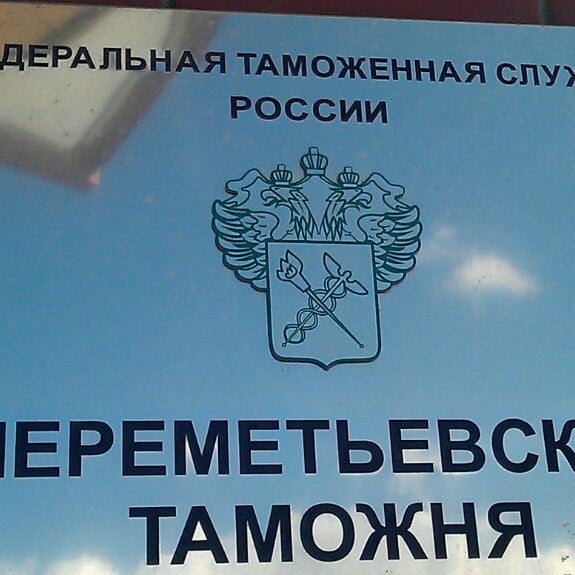 ДЕРАЛЬНАЯ ТАМОЖЕННАЯ СЛУЖ
РОССИИ
ЕРЕМЕТЬЕВСК
ТАМОЖНЯ